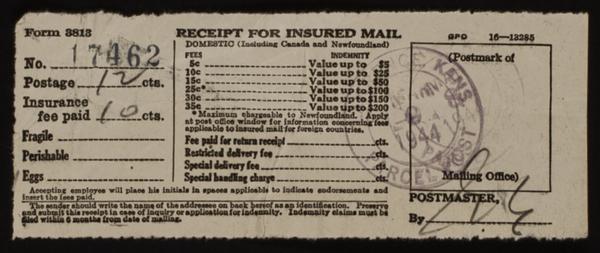 Form 3813
RECEIPT FOR INSURED MAIL
GPO 16—13285
No. 17462
Postage 12 cts.
Insurance
fee paid 10 cts.
Fragile
Perishable
Eggs
DOMESTIC (Including Canada and Newfoundland)
FEES INDEMNITY
5c Value up to $5
10c Value up to $25
15c Value up to $50
25c* Value up to $100
30c Value up to $150
35c Value up to $200
*Maximum chargeable to Newfoundland. Apply
at post office window for information concerning fees
applicable to insured mail for foreign countries.
Fee paid for return receipt cts.
Restricted delivery fee cts.
Special delivery fee cts.
Special handling charge cts.
(Postmark of
Mailing Office)
KANS
1944
PARCEL POST
POSTMASTER,
By
Accepting employee will place his initials in spaces applicable to indicate endorsements and
insert the fees paid.
The sender should write the name of the addressee on back hereof as an identification. Preserve
and submit this receipt in case of inquiry or application for indemnity. Indemnity claims must be
filed within 6 months from date of mailing.